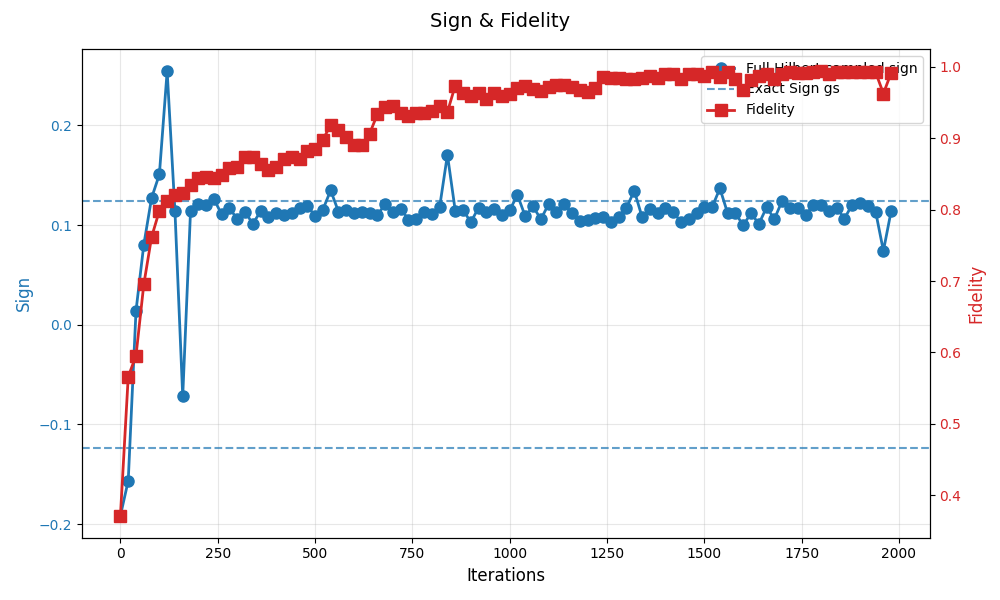 Sign & Fidelity
Full Hilbert sampled sign
Exact Sign gs
Fidelity
Sign
0.2
0.1
0.0
−0.1
−0.2
1.0
0.9
0.8
0.7
0.6
0.5
0.4
Fidelity
0 250 500 750 1000 1250 1500 1750 2000
Iterations